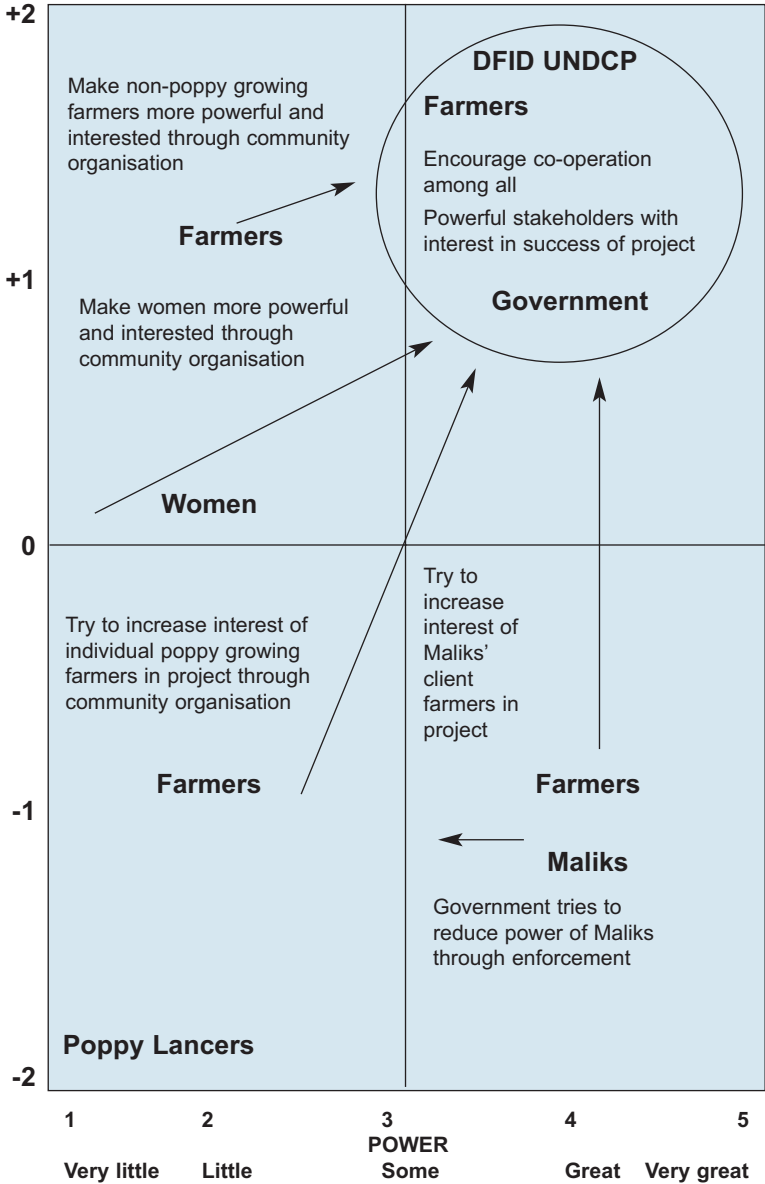 +2
DFID UNDCP
Farmers
Make non-poppy growing
farmers more powerful and
interested through community
organisation
Encourage co-operation
among all
Powerful stakeholders with
interest in success of project
Farmers
+1
Government
Make women more powerful
and interested through
community organisation
Women
0
Try to increase interest of
individual poppy growing
farmers in project through
community organisation
Try to
increase
interest of
Maliks'
client
farmers in
project
Farmers
Farmers
-1
Maliks
Government tries to
reduce power of Maliks
through enforcement
Poppy Lancers
-2
1 2 3 4 5
POWER
Very little Little Some Great Very great